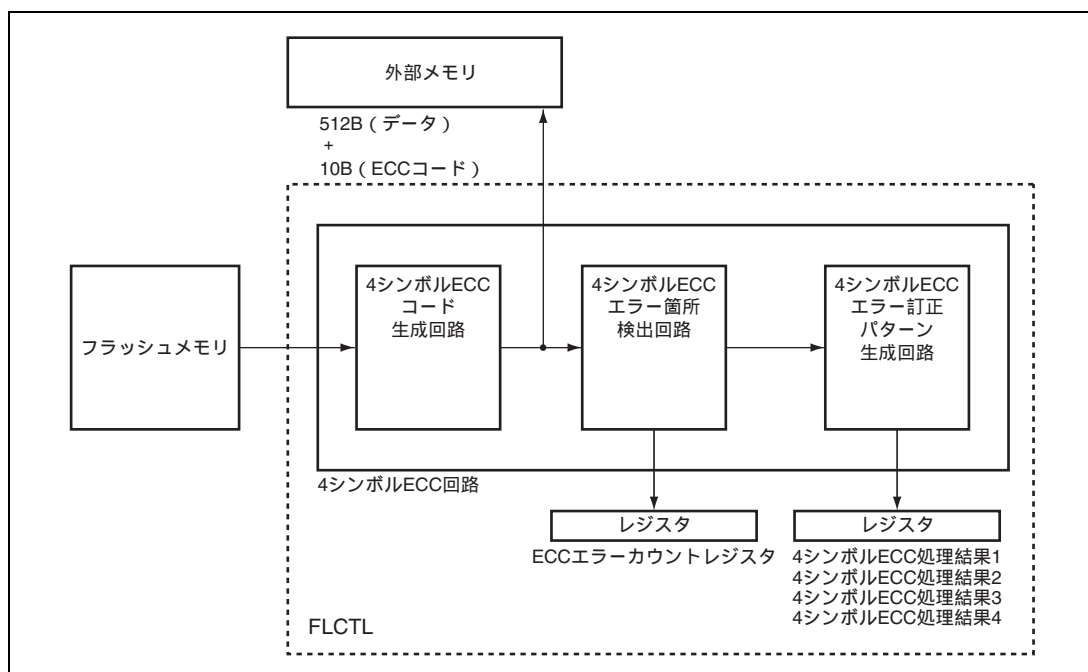 外部メモリ
512B（データ）
+
10B（ECCコード）
フラッシュメモリ
4シンボルECC
コード
生成回路
4シンボルECC
エラー箇所
検出回路
4シンボルECC
エラー訂正
パターン
生成回路
4シンボルECC回路
レジスタ
ECCエラーカウントレジスタ
レジスタ
4シンボルECC処理結果1
4シンボルECC処理結果2
4シンボルECC処理結果3
4シンボルECC処理結果4
FLCTL